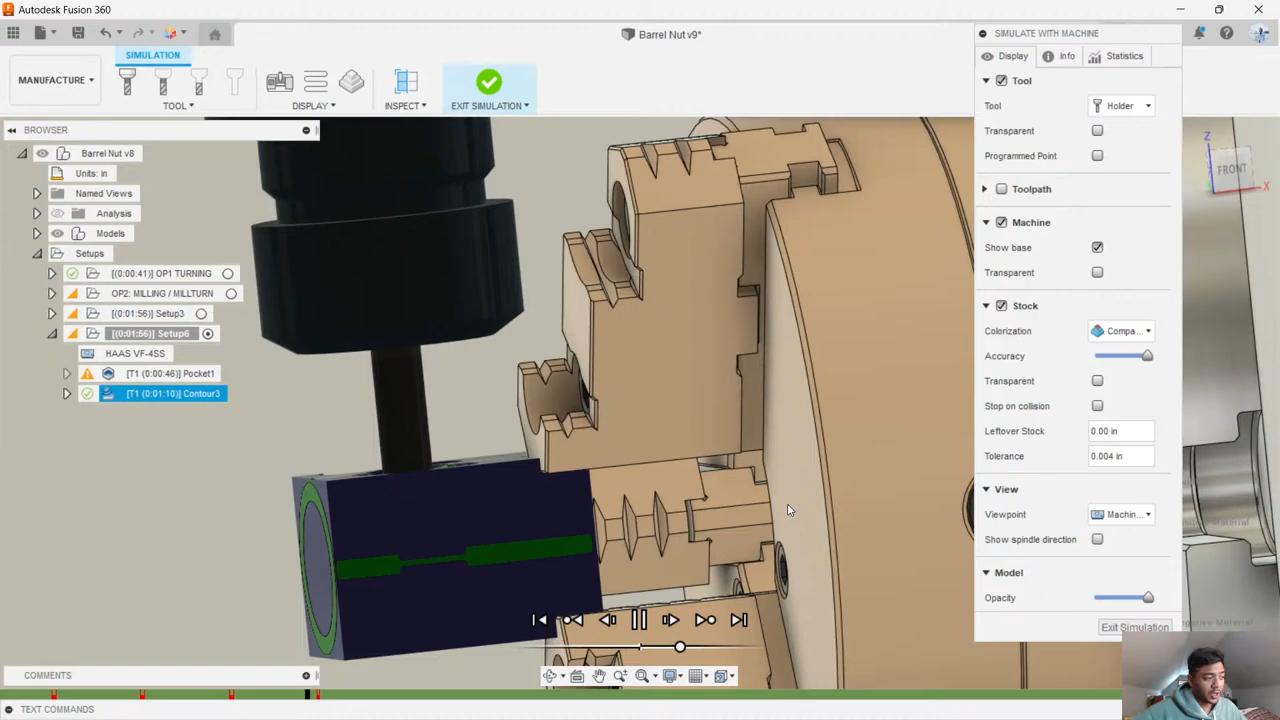 Autodesk Fusion 360
Barrel Nut v9*
SIMULATION
MANUFACTURE
TOOL
DISPLAY
INSPECT
EXIT SIMULATION
BROWSER
Barrel Nut v8
Units: in
Named Views
Analysis
Models
Setups
[(0:00:41)] OP1 TURNING
OP2: MILLING / MILLTURN
[(0:01:56)] Setup3
[(0:01:56)] Setup6
HAAS VF-4SS
[T1 (0:00:46)] Pocket1
[T1 (0:01:10)] Contour3
COMMENTS
TEXT COMMANDS
SIMULATE WITH MACHINE
Display
Info
Statistics
Tool
Tool
Holder
Transparent
Programmed Point
Toolpath
Machine
Show base
Transparent
Stock
Colorization
Compa...
Accuracy
Transparent
Stop on collision
Leftover Stock
0.00 in
Tolerance
0.004 in
View
Viewpoint
Machin...
Show spindle direction
Model
Opacity
Exit Simulation
Z
FRONT
X